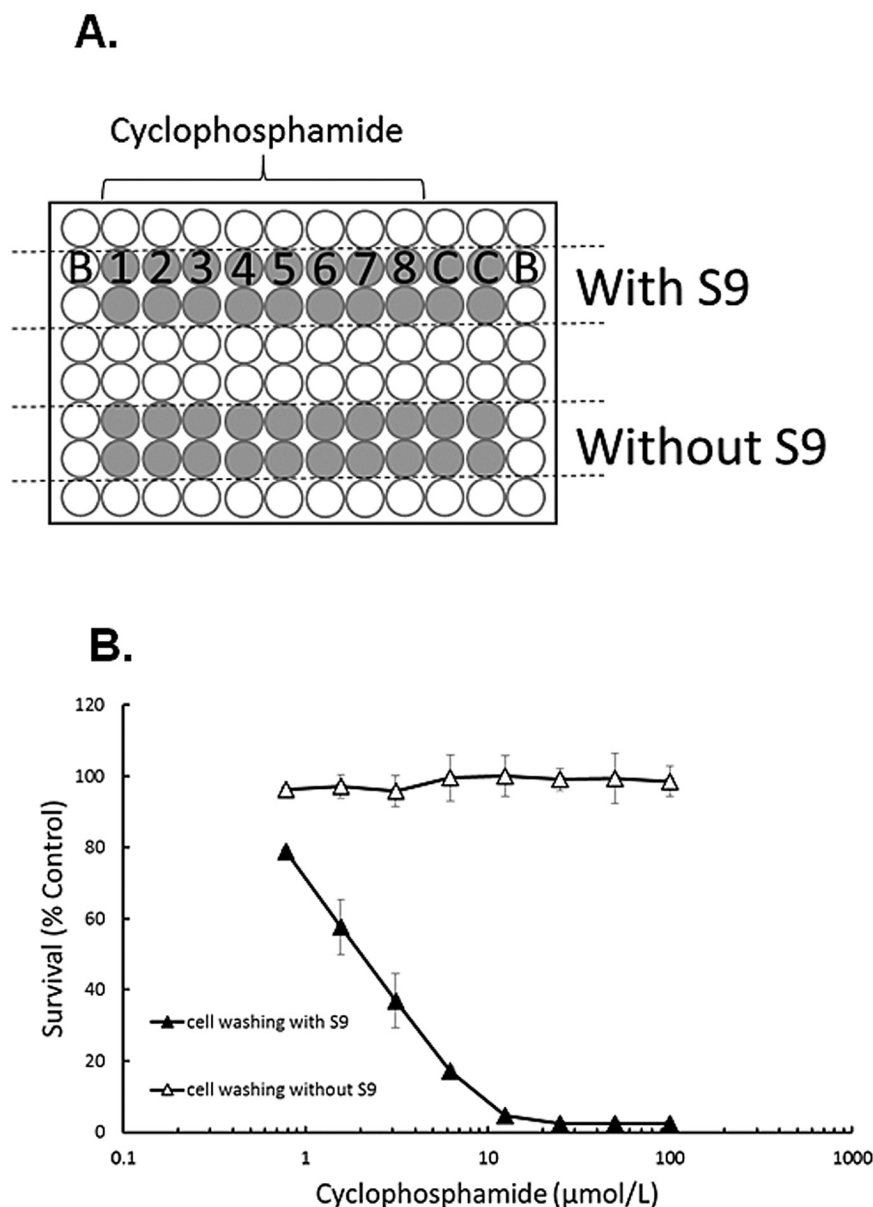 A.
Cyclophosphamide
B 1 2 3 4 5 6 7 8 C C B
With S9
Without S9
B.
120
100
80
60
40
20
0
Survival (% Control)
cell washing with S9
cell washing without S9
0.1 1 10 100 1000
Cyclophosphamide (µmol/L)